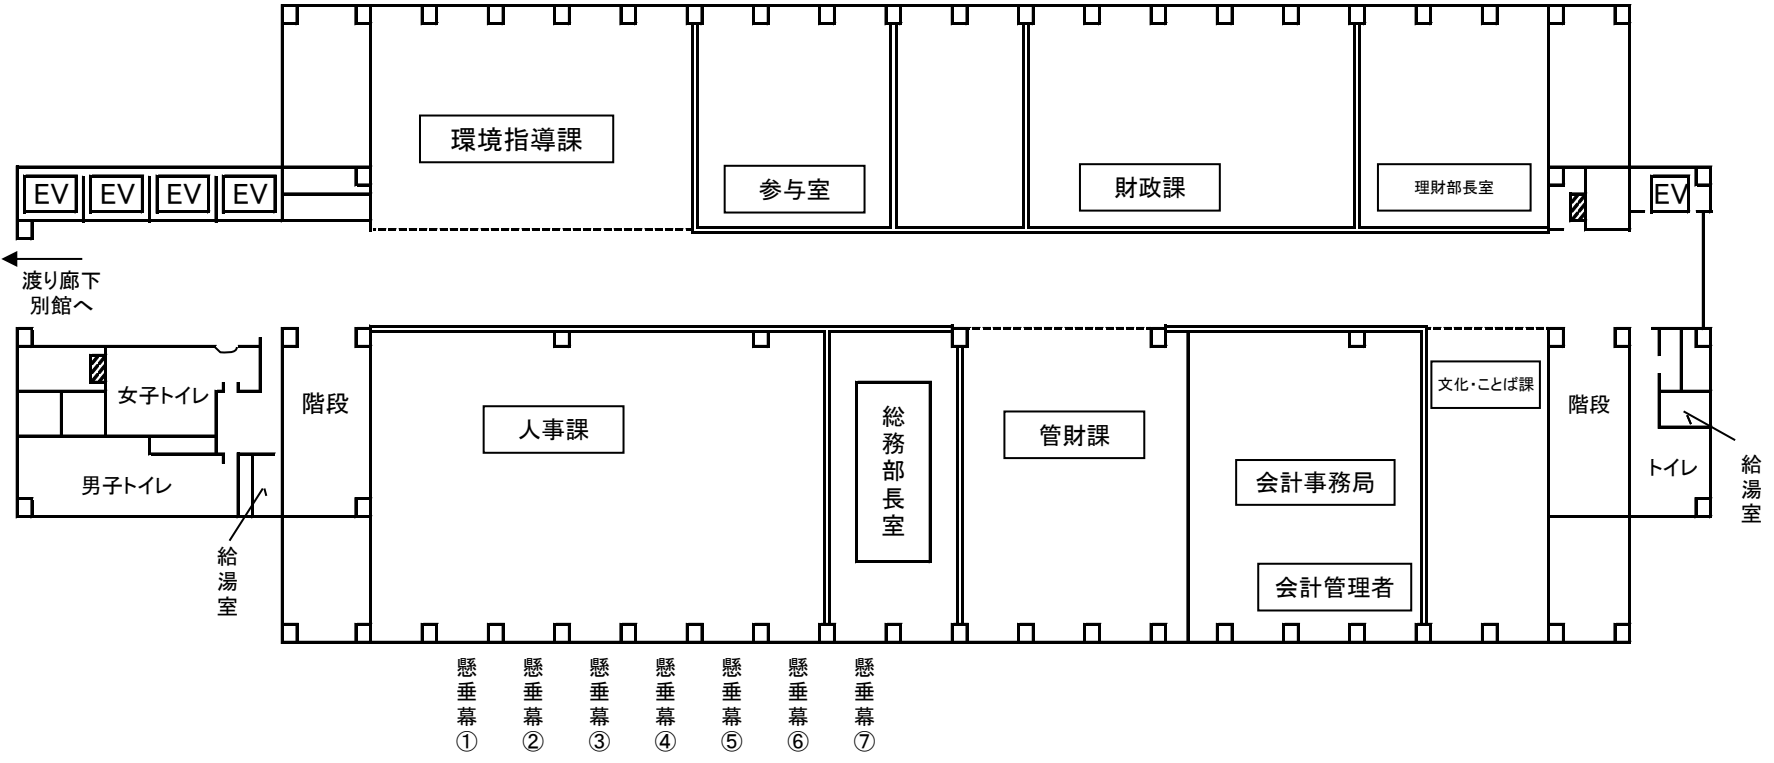 環境指導課
参与室
財政課
理財部長室
EV
EV
EV
EV
EV
渡り廊下
別館へ
女子トイレ
男子トイレ
給湯室
階段
人事課
総務部長室
管財課
会計事務局
会計管理者
文化・ことば課
階段
トイレ
給湯室
懸垂幕①
懸垂幕②
懸垂幕③
懸垂幕④
懸垂幕⑤
懸垂幕⑥
懸垂幕⑦